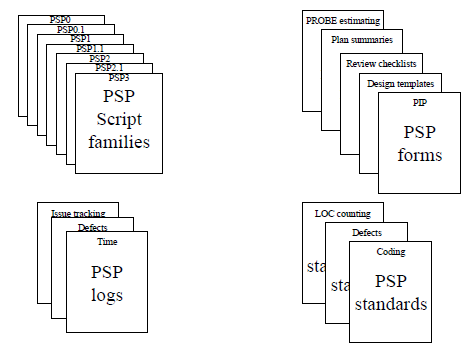 PSP0
PSP0.1
PSP1
PSP1.1
PSP2
PSP2.1
PSP3
PSP
Script
families
PROBE estimating
Plan summaries
Review checklists
Design templates
PIP
PSP
forms
Issue tracking
Defects
Time
PSP
logs
LOC counting
Defects
Coding
sta
sta
PSP
standards